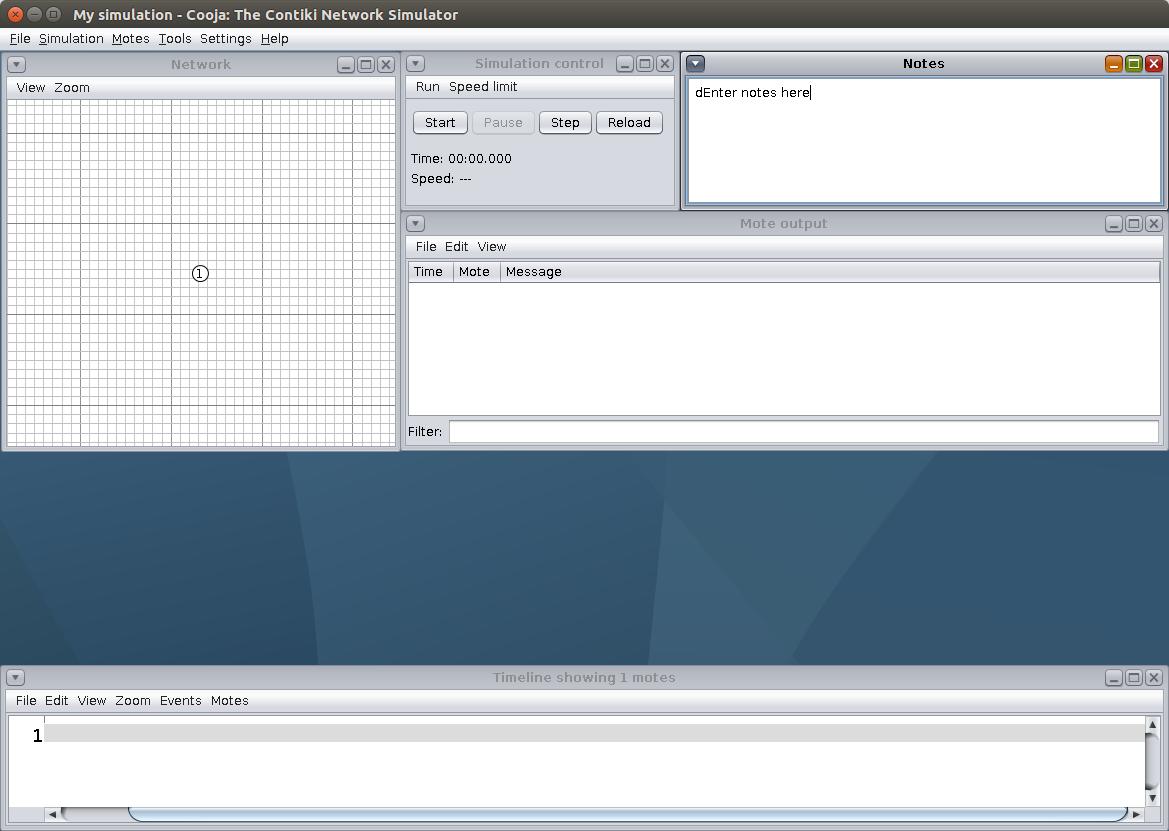 My simulation - Cooja: The Contiki Network Simulator
File Simulation Motes Tools Settings Help
Network
View Zoom
1
Simulation control
Run Speed limit
Start Pause Step Reload
Time: 00:00.000
Speed: ---
Notes
dEnter notes here
Mote output
File Edit View
Time Mote Message
Filter:
Timeline showing 1 motes
File Edit View Zoom Events Motes
1